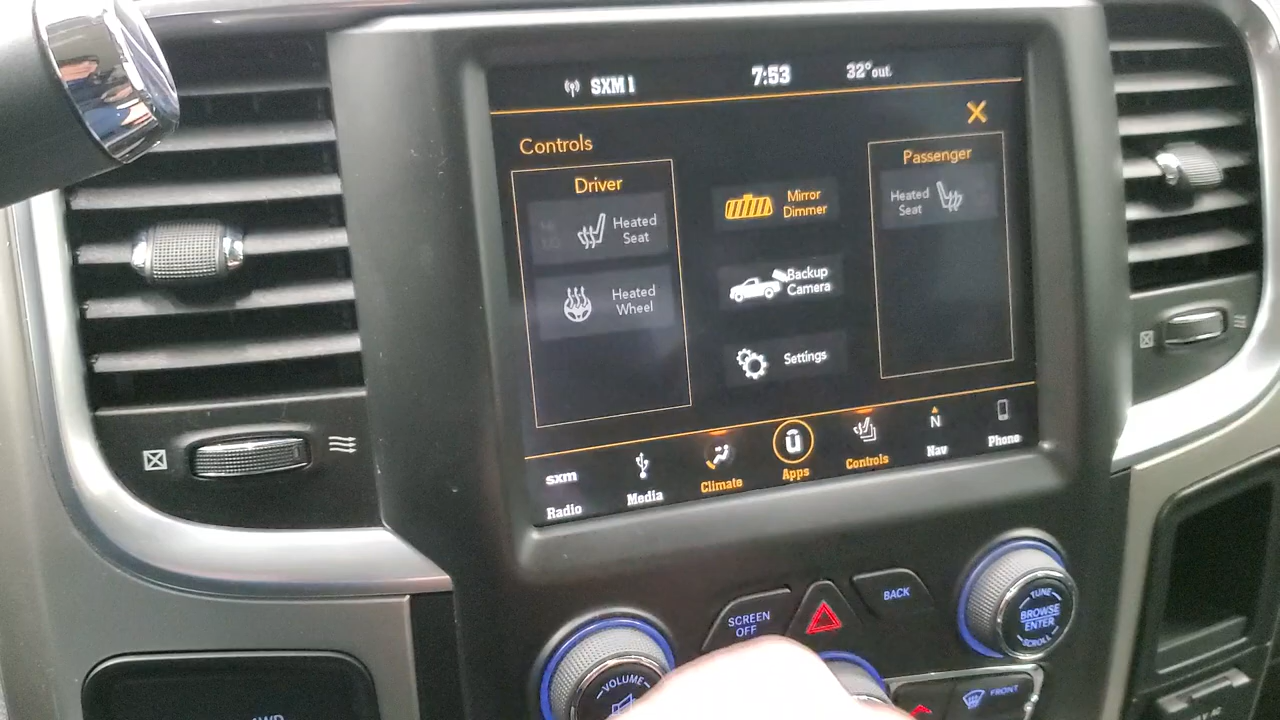 SXM 1
7:53
32° out.
Controls
Driver
Heated
Seat
Heated
Wheel
Mirror
Dimmer
Backup
Camera
Settings
Passenger
Heated
Seat
sxm
Radio
Media
Climate
Apps
Controls
N
Nav
Phone
SCREEN
OFF
BACK
TUNE
BROWSE
ENTER
SCROLL
VOLUME
FRONT